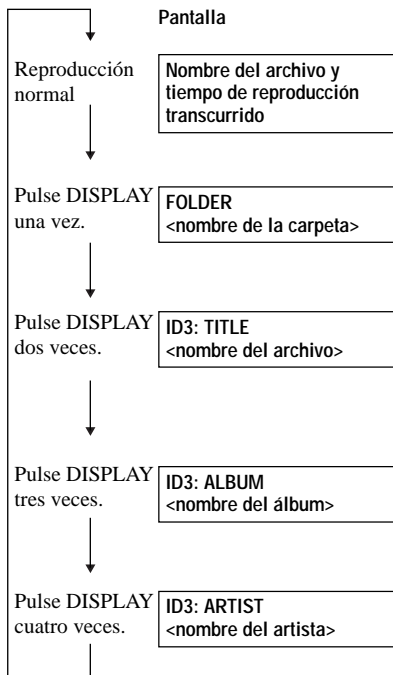 Pantalla
Reproducción
normal
Nombre del archivo y
tiempo de reproducción
transcurrido
Pulse DISPLAY
una vez.
FOLDER
<nombre de la carpeta>
Pulse DISPLAY
dos veces.
ID3: TITLE
<nombre del archivo>
Pulse DISPLAY
tres veces.
ID3: ALBUM
<nombre del álbum>
Pulse DISPLAY
cuatro veces.
ID3: ARTIST
<nombre del artista>